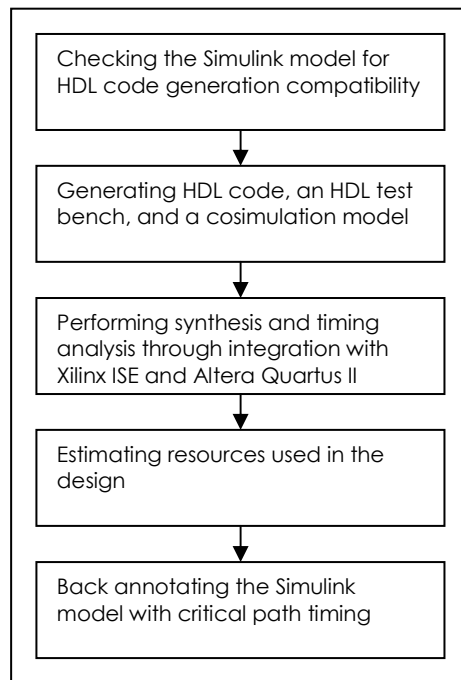 Checking the Simulink model for
HDL code generation compatibility
Generating HDL code, an HDL test
bench, and a cosimulation model
Performing synthesis and timing
analysis through integration with
Xilinx ISE and Altera Quartus II
Estimating resources used in the
design
Back annotating the Simulink
model with critical path timing